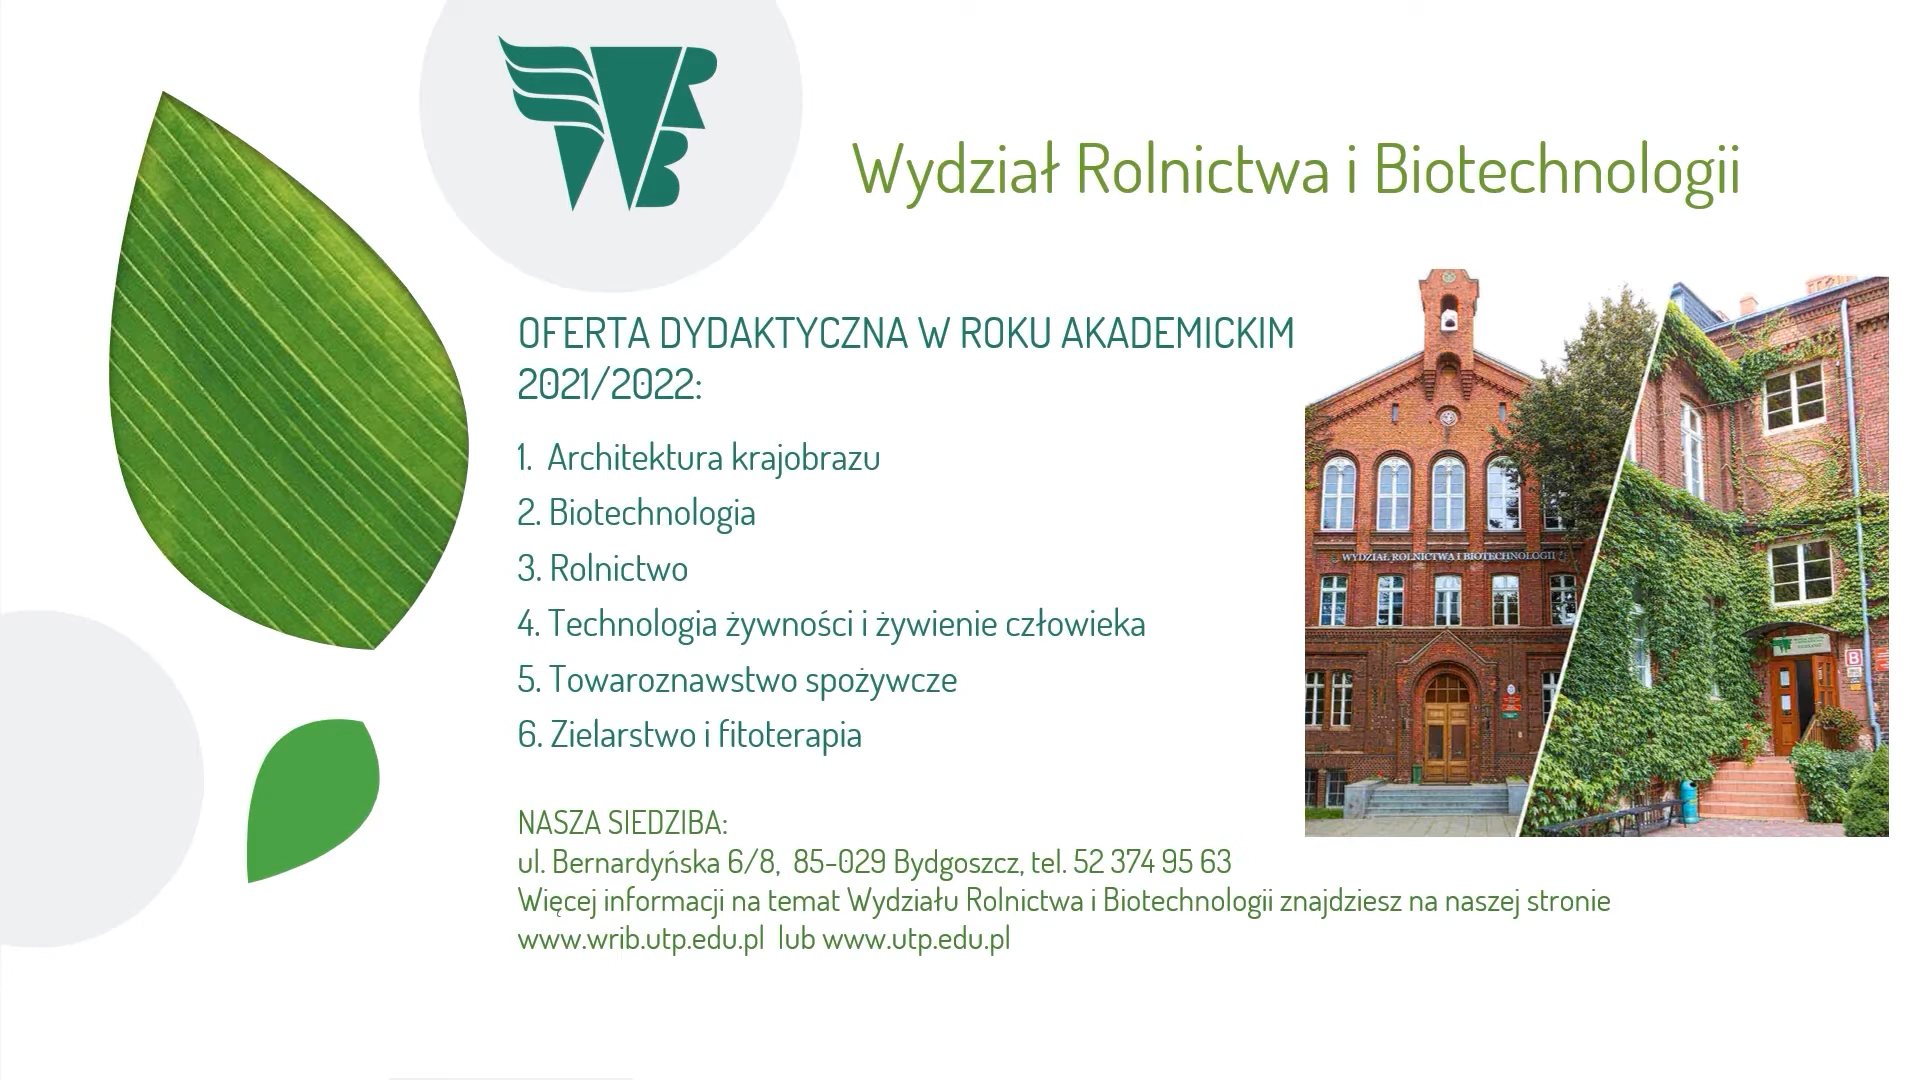 WRB
Wydział Rolnictwa i Biotechnologii
OFERTA DYDAKTYCZNA W ROKU AKADEMICKIM
2021/2022:
1. Architektura krajobrazu
2. Biotechnologia
3. Rolnictwo
4. Technologia żywności i żywienie człowieka
5. Towaroznawstwo spożywcze
6. Zielarstwo i fitoterapia
WYDZIAŁ ROLNICTWA I BIOTECHNOLOGII
B
NASZA SIEDZIBA:
ul. Bernardyńska 6/8, 85-029 Bydgoszcz, tel. 52 374 95 63
Więcej informacji na temat Wydziału Rolnictwa i Biotechnologii znajdziesz na naszej stronie
www.wrib.utp.edu.pl lub www.utp.edu.pl